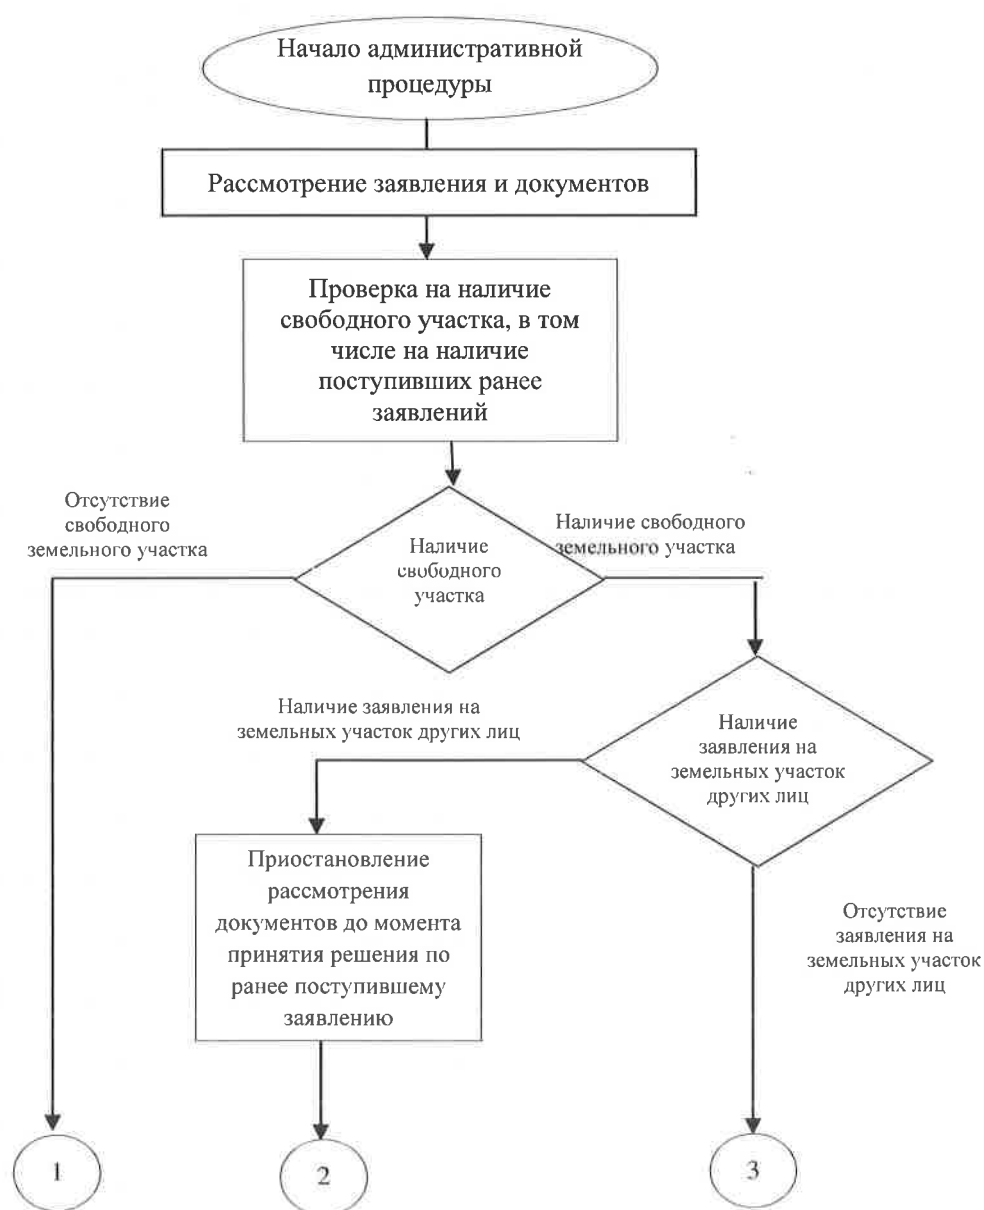 Начало административной
процедуры
Рассмотрение заявления и документов
Проверка на наличие
свободного участка, в том
числе на наличие
поступивших ранее
заявлений
Отсутствие
свободного
земельного участка
Наличие
свободного
участка
Наличие свободного
земельного участка
Наличие заявления на
земельных участок других лиц
Наличие
заявления на
земельных участок
других лиц
Приостановление
рассмотрения
документов до момента
принятия решения по
ранее поступившему
заявлению
Отсутствие
заявления на
земельных участок
других лиц
1
2
3